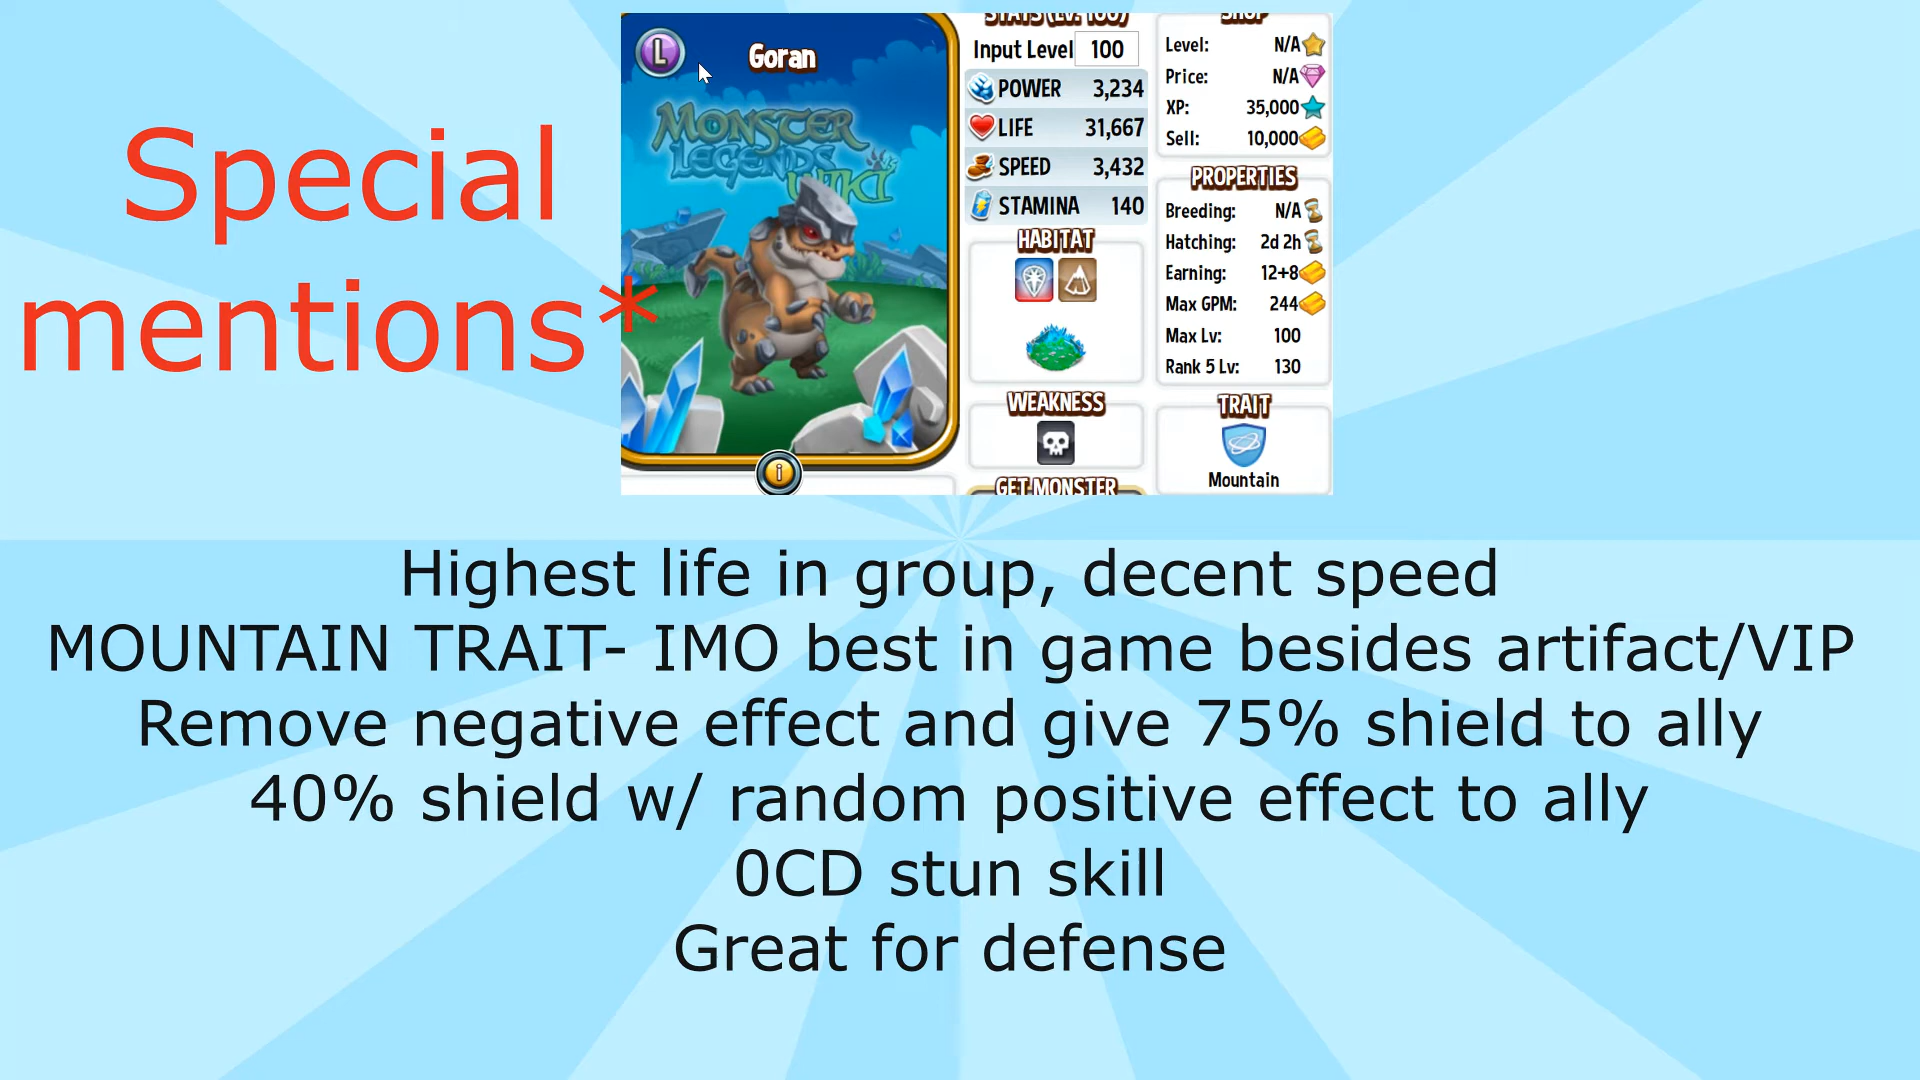 Special
mentions*
L
Goran
MONSTER
LEGENDS
WIKI
STATS (LV. 100)
Input Level 100
POWER 3,234
LIFE 31,667
SPEED 3,432
STAMINA 140
HABITAT
WEAKNESS
GET MONSTER
SHOP
Level: N/A
Price: N/A
XP: 35,000
Sell: 10,000
PROPERTIES
Breeding: N/A
Hatching: 2d 2h
Earning: 12+8
Max GPM: 244
Max Lv: 100
Rank 5 Lv: 130
TRAIT
Mountain
i
Highest life in group, decent speed
MOUNTAIN TRAIT- IMO best in game besides artifact/VIP
Remove negative effect and give 75% shield to ally
40% shield w/ random positive effect to ally
0CD stun skill
Great for defense